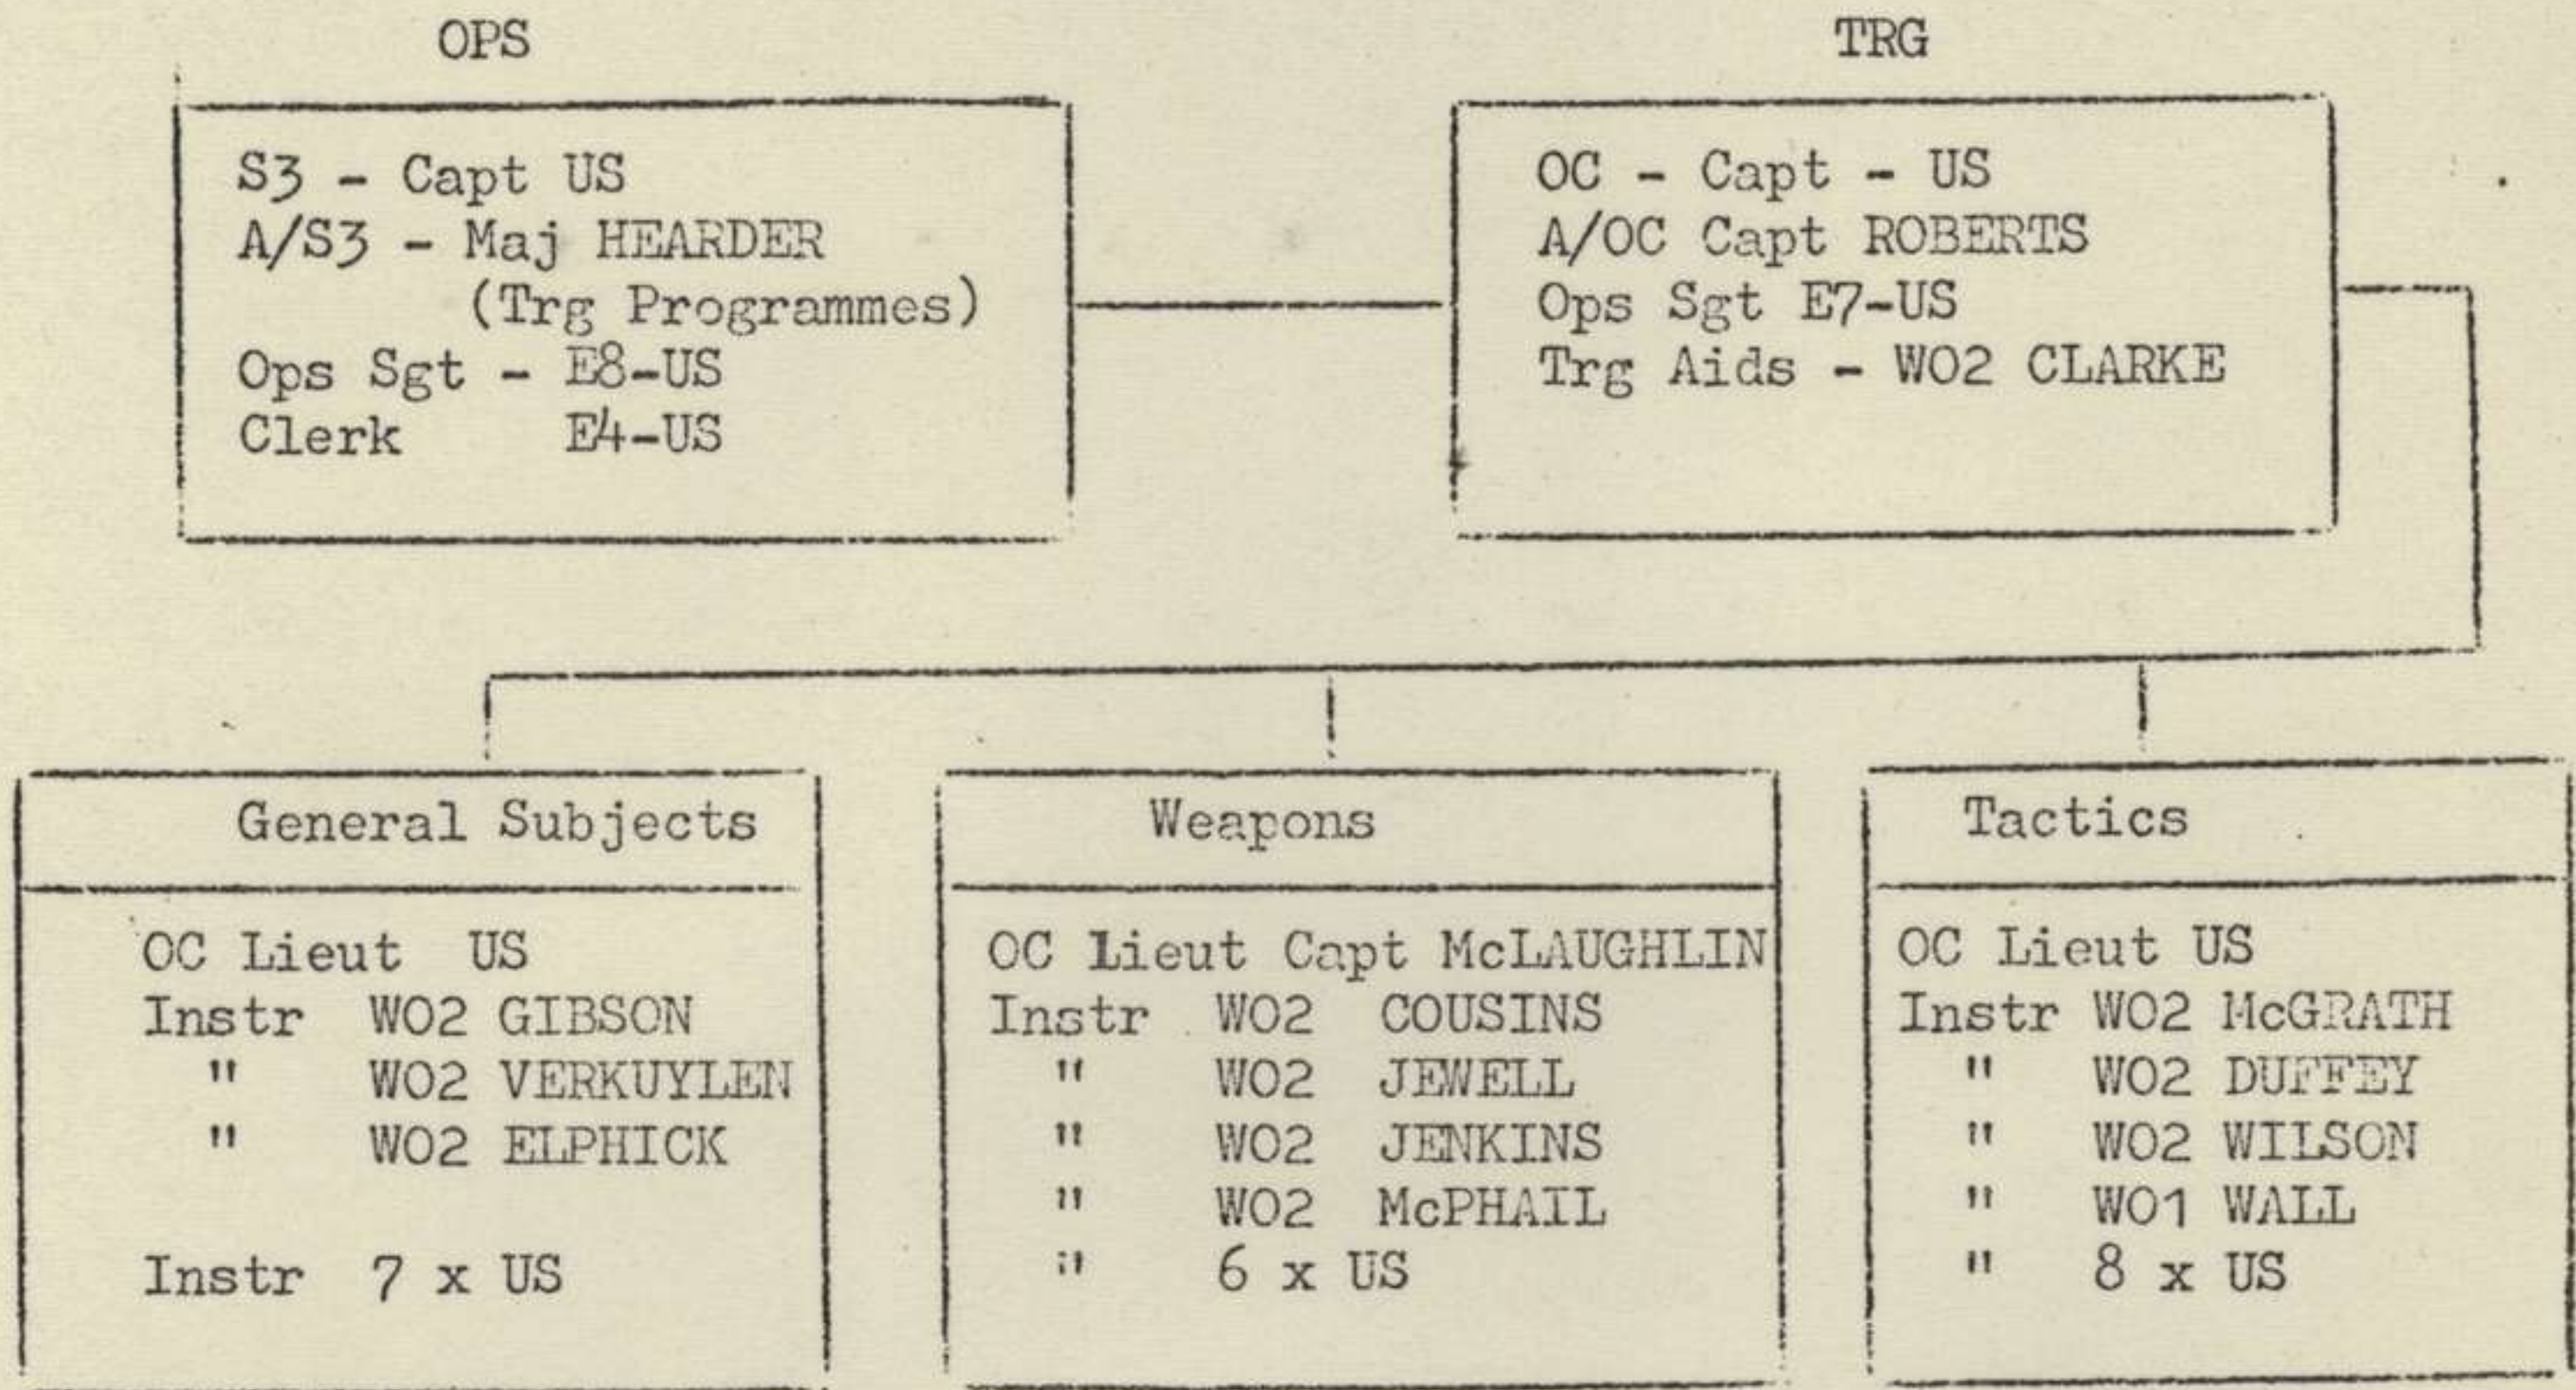 OPS
S3 - Capt US
A/S3 - Maj HEARDER
(Trg Programmes)
Ops Sgt - E8-US
Clerk E4-US
TRG
OC - Capt - US
A/OC Capt ROBERTS
Ops Sgt E7-US
Trg Aids - WO2 CLARKE
General Subjects
OC Lieut US
Instr WO2 GIBSON
" WO2 VERKUYLEN
" WO2 ELPHICK
Instr 7 x US
Weapons
OC Lieut Capt McLAUGHLIN
Instr WO2 COUSINS
" WO2 JEWELL
" WO2 JENKINS
" WO2 McPHAIL
" 6 x US
Tactics
OC Lieut US
Instr WO2 McGRATH
" WO2 DUFFEY
" WO2 WILSON
" WO1 WALL
" 8 x US